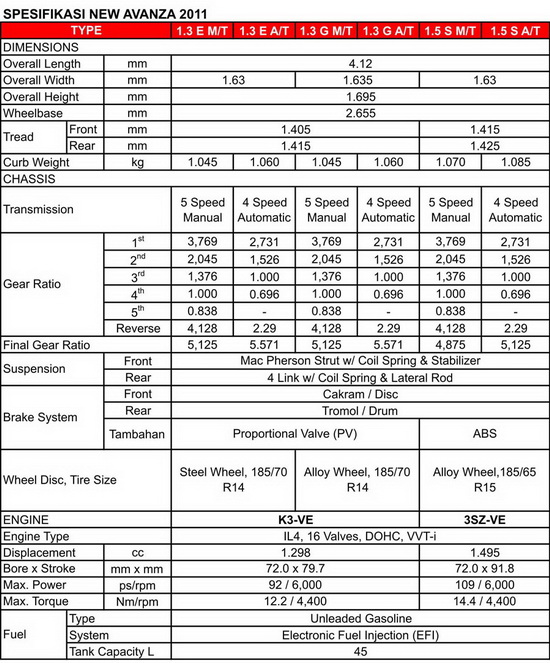 SPESIFIKASI NEW AVANZA 2011
TYPE 1.3 E M/T 1.3 E A/T 1.3 G M/T 1.3 G A/T 1.5 S M/T 1.5 S A/T
DIMENSIONS
Overall Length mm 4.12
Overall Width mm 1.63 1.635 1.63
Overall Height mm 1.695
Wheelbase mm 2.655
Tread Front mm 1.405 1.415
Rear mm 1.415 1.425
Curb Weight kg 1.045 1.060 1.045 1.060 1.070 1.085
CHASSIS
Transmission 5 Speed Manual 4 Speed Automatic 5 Speed Manual 4 Speed Automatic 5 Speed Manual 4 Speed Automatic
Gear Ratio 1st 3,769 2,731 3,769 2,731 3,769 2,731
2nd 2,045 1,526 2,045 1,526 2,045 1,526
3rd 1,376 1.000 1,376 1.000 1,376 1.000
4th 1.000 0.696 1.000 0.696 1.000 0.696
5th 0.838 - 0.838 - 0.838 -
Reverse 4,128 2.29 4,128 2.29 4,128 2.29
Final Gear Ratio 5,125 5.571 5,125 5.571 4,875 5,125
Suspension Front Mac Pherson Strut w/ Coil Spring & Stabilizer
Rear 4 Link w/ Coil Spring & Lateral Rod
Brake System Front Cakram / Disc
Rear Tromol / Drum
Tambahan Proportional Valve (PV) ABS
Wheel Disc, Tire Size Steel Wheel, 185/70 R14 Alloy Wheel, 185/70 R14 Alloy Wheel,185/65 R15
ENGINE K3-VE 3SZ-VE
Engine Type IL4, 16 Valves, DOHC, VVT-i
Displacement cc 1.298 1.495
Bore x Stroke mm x mm 72.0 x 79.7 72.0 x 91.8
Max. Power ps/rpm 92 / 6,000 109 / 6,000
Max. Torque Nm/rpm 12.2 / 4,400 14.4 / 4,400
Fuel Type Unleaded Gasoline
System Electronic Fuel Injection (EFI)
Tank Capacity L 45